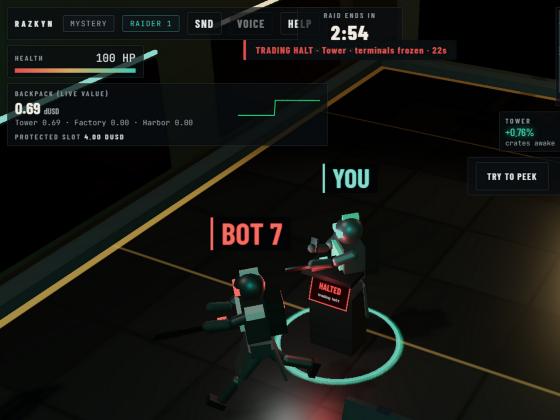 RAZKYN MYSTERY RAIDER 1 SND VOICE HELP
RAID ENDS IN
2:54
TRADING HALT · Tower · terminals frozen · 22s
HEALTH 100 HP
BACKPACK (LIVE VALUE)
0.69 dUSD
Tower 0.69 · Factory 0.00 · Harbor 0.00
PROTECTED SLOT 4.00 DUSD
TOWER
+0.76%
crates awake
TRY TO PEEK
YOU
BOT 7
HALTED
trading halt